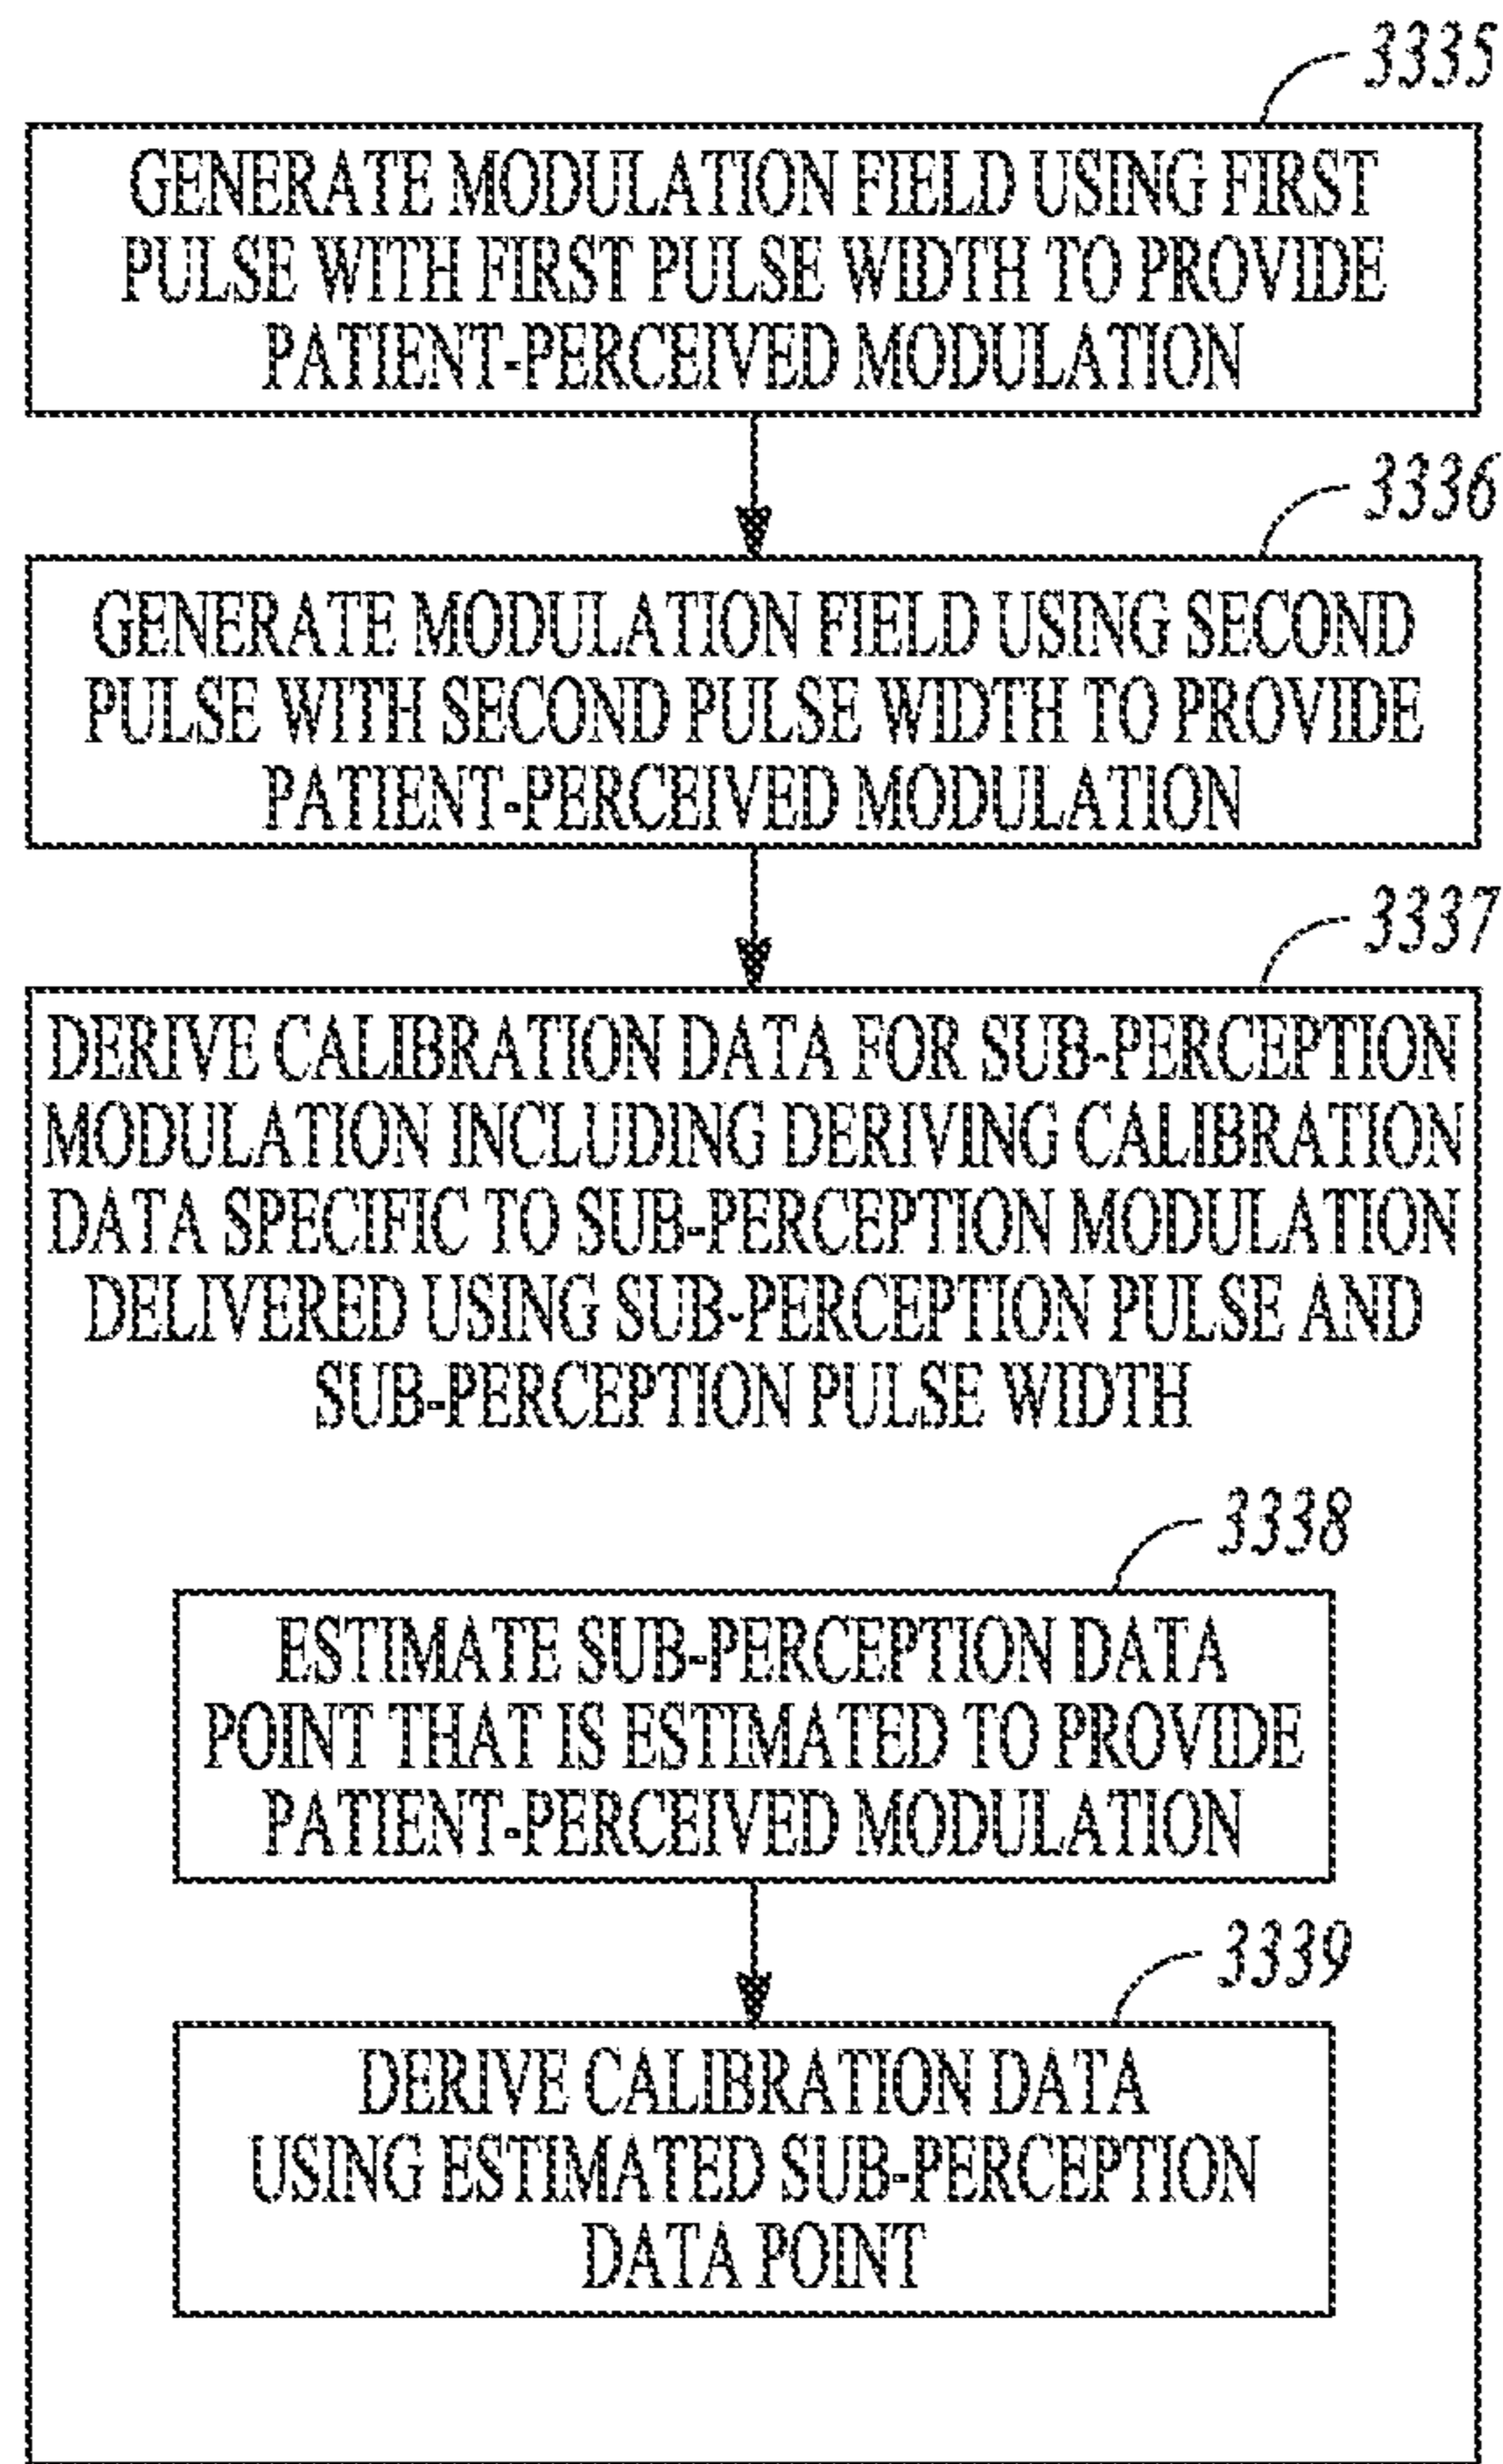 3335
GENERATE MODULATION FIELD USING FIRST
PULSE WITH FIRST PULSE WIDTH TO PROVIDE
PATIENT-PERCEIVED MODULATION
3336
GENERATE MODULATION FIELD USING SECOND
PULSE WITH SECOND PULSE WIDTH TO PROVIDE
PATIENT-PERCEIVED MODULATION
3337
DERIVE CALIBRATION DATA FOR SUB-PERCEPTION
MODULATION INCLUDING DERIVING CALIBRATION
DATA SPECIFIC TO SUB-PERCEPTION MODULATION
DELIVERED USING SUB-PERCEPTION PULSE AND
SUB-PERCEPTION PULSE WIDTH
3338
ESTIMATE SUB-PERCEPTION DATA
POINT THAT IS ESTIMATED TO PROVIDE
PATIENT-PERCEIVED MODULATION
3339
DERIVE CALIBRATION DATA
USING ESTIMATED SUB-PERCEPTION
DATA POINT